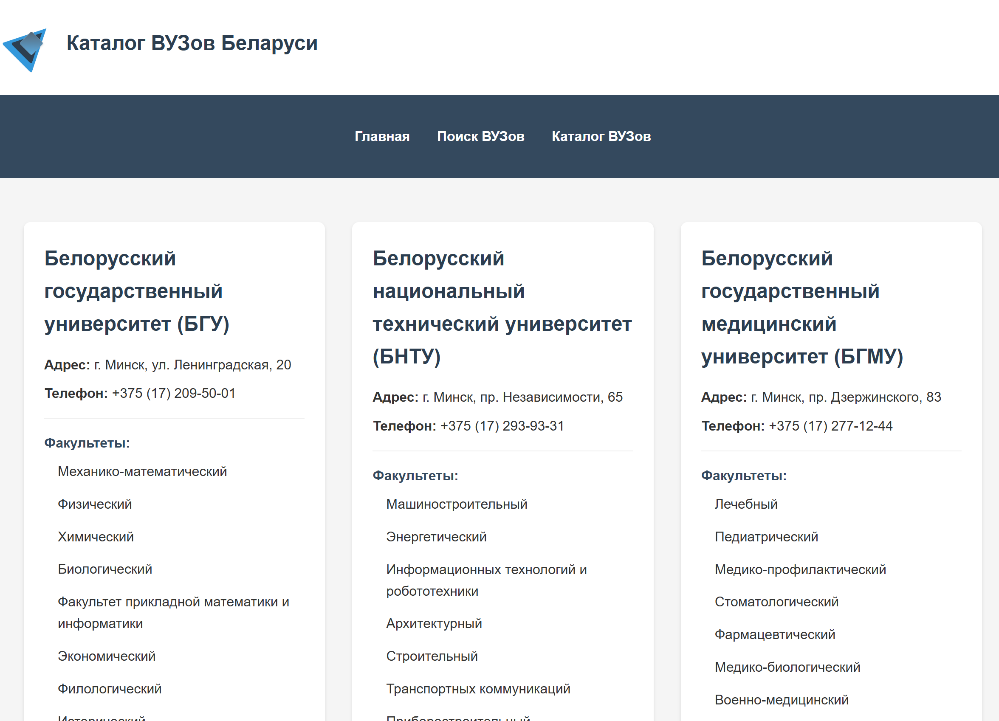 Каталог ВУЗов Беларуси
Главная
Поиск ВУЗов
Каталог ВУЗов
Белорусский
государственный
университет (БГУ)
Адрес: г. Минск, ул. Ленинградская, 20
Телефон: +375 (17) 209-50-01
Факультеты:
Механико-математический
Физический
Химический
Биологический
Факультет прикладной математики и
информатики
Экономический
Филологический
Исторический
Белорусский
национальный
технический университет
(БНТУ)
Адрес: г. Минск, пр. Независимости, 65
Телефон: +375 (17) 293-93-31
Факультеты:
Машиностроительный
Энергетический
Информационных технологий и
робототехники
Архитектурный
Строительный
Транспортных коммуникаций
Приборостроительный
Белорусский
государственный
медицинский
университет (БГМУ)
Адрес: г. Минск, пр. Дзержинского, 83
Телефон: +375 (17) 277-12-44
Факультеты:
Лечебный
Педиатрический
Медико-профилактический
Стоматологический
Фармацевтический
Медико-биологический
Военно-медицинский